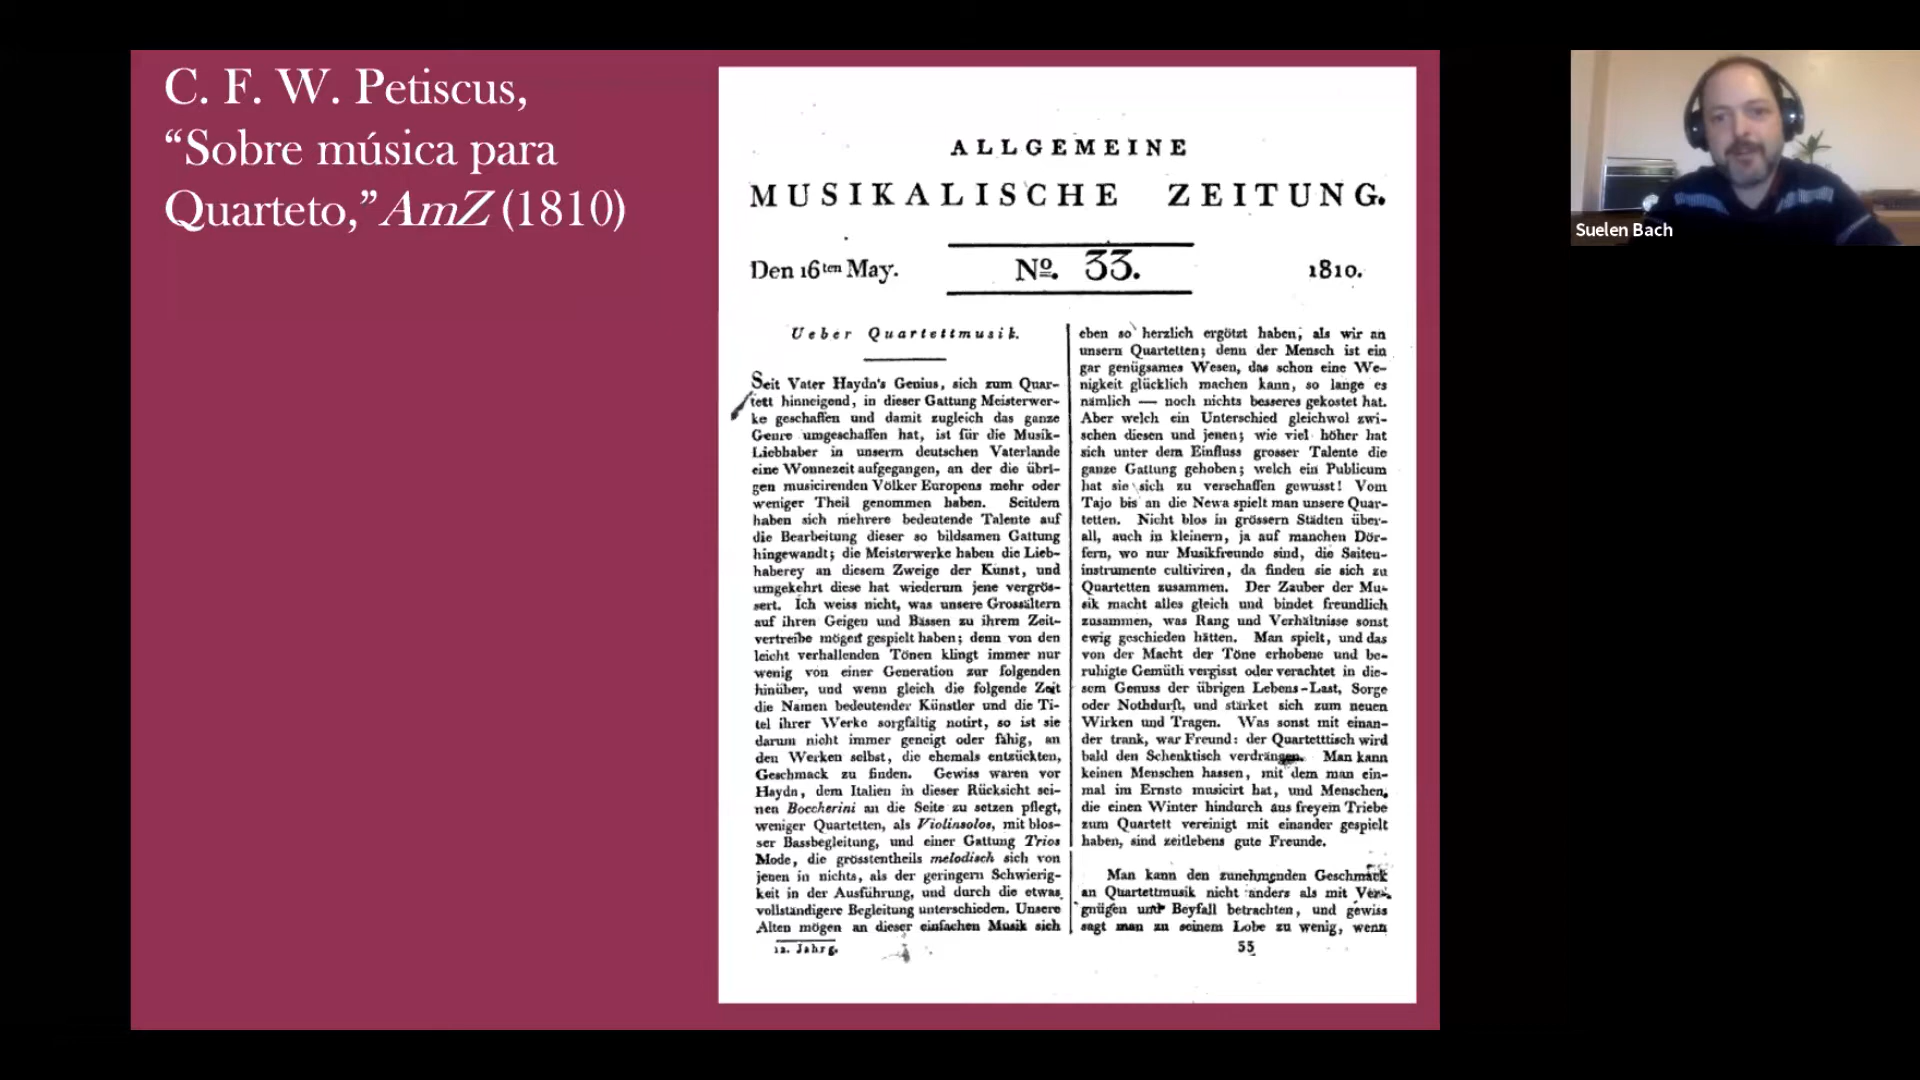 C. F. W. Petiscus,
“Sobre música para
Quarteto,” AmZ (1810)
ALLGEMEINE
MUSIKALISCHE ZEITUNG.
Den 16ten May. No. 33. 1810.
Ueber Quartettmusik.
Seit Vater Haydn's Genius, sich zum Quar-
tett hinneigend, in dieser Gattung Meisterwer-
ke geschaffen und damit zugleich das ganze
Genre umgeschaffen hat, ist für die Musik-
Liebhaber in unserm deutschen Vaterlande
eine Wonnezeit aufgegangen, an der die übri-
gen musicirenden Völker Europens mehr oder
weniger Theil genommen haben. Seitdem
haben sich mehrere bedeutende Talente auf
die Bearbeitung dieser so bildsamen Gattung
hingewandt; die Meisterwerke haben die Lieb-
haberey an diesem Zweige der Kunst, und
umgekehrt diese hat wiederum jene vergrös-
sert. Ich weiss nicht, was unsere Grossältern
auf ihren Geigen und Bässen zu ihrem Zeit-
vertreibe mögen gespielt haben; denn von den
leicht verhallenden Tönen klingt immer nur
wenig von einer Generation zur folgenden
hinüber, und wenn gleich die folgende Zeit
die Namen bedeutender Künstler und die Ti-
tel ihrer Werke sorgfältig notirt, so ist sie
darum nicht immer geneigt oder fähig, an
den Werken selbst, die ehemals entzückten,
Geschmack zu finden. Gewiss waren vor
Haydn, dem Italien in dieser Rücksicht sei-
nen Boccherini an die Seite zu setzen pflegt,
weniger Quartetten, als Violinsolos, mit blos-
ser Bassbegleitung, und einer Gattung Trios
Mode, die grösstentheils melodisch sich von
jenen in nichts, als der geringern Schwierig-
keit in der Ausführung, und durch die etwas
vollständigere Begleitung unterschieden. Unsere
Alten mögen an dieser einfachen Musik sich
12. Jahrg.
eben so herzlich ergötzt haben, als wir an
unsern Quartetten; denn der Mensch ist ein
gar genügsames Wesen, das schon eine We-
nigkeit glücklich machen kann, so lange es
nämlich — noch nichts besseres gekostet hat.
Aber welch ein Unterschied gleichwol zwi-
schen diesen und jenen; wie viel höher hat
sich unter dem Einfluss grosser Talente die
ganze Gattung gehoben; welch ein Publicum
hat sie sich zu verschaffen gewusst! Vom
Tajo bis an die Newa spielt man unsere Quar-
tetten. Nicht blos in grössern Städten über-
all, auch in kleinern, ja auf manchen Dör-
fern, wo nur Musikfreunde sind, die Saiten-
instrumente cultiviren, da finden sie sich zu
Quartetten zusammen. Der Zauber der Mu-
sik macht alles gleich und bindet freundlich
zusammen, was Rang und Verhältnisse sonst
ewig geschieden hätten. Man spielt, und das
von der Macht der Töne erhobene und be-
ruhigte Gemüth vergisst oder verachtet in die-
sem Genuss der übrigen Lebens-Last, Sorge
oder Nothdurft, und stärket sich zum neuen
Wirken und Tragen. Was sonst mit einan-
der trank, war Freund: der Quartetttisch wird
bald den Schenktisch verdrängen. Man kann
keinen Menschen hassen, mit dem man ein-
mal im Ernste musicirt hat, und Menschen,
die einen Winter hindurch aus freyem Triebe
zum Quartett vereinigt mit einander gespielt
haben, sind zeitlebens gute Freunde.
Man kann den zunehmenden Geschmack
an Quartettmusik nicht anders als mit Ver-
gnügen und Beyfall betrachten, und gewiss
sagt man zu seinem Lobe zu wenig, wenn
33
Suelen Bach